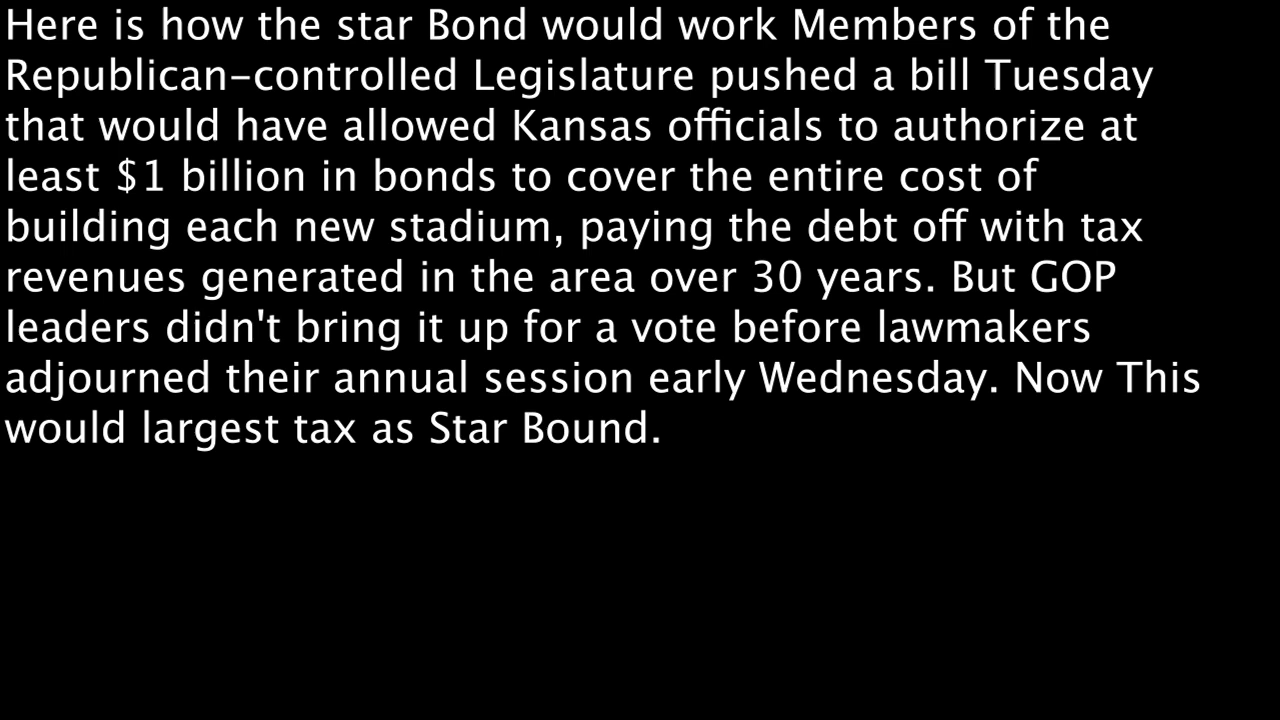 Here is how the star Bond would work Members of the
Republican-controlled Legislature pushed a bill Tuesday
that would have allowed Kansas officials to authorize at
least $1 billion in bonds to cover the entire cost of
building each new stadium, paying the debt off with tax
revenues generated in the area over 30 years. But GOP
leaders didn't bring it up for a vote before lawmakers
adjourned their annual session early Wednesday. Now This
would largest tax as Star Bound.